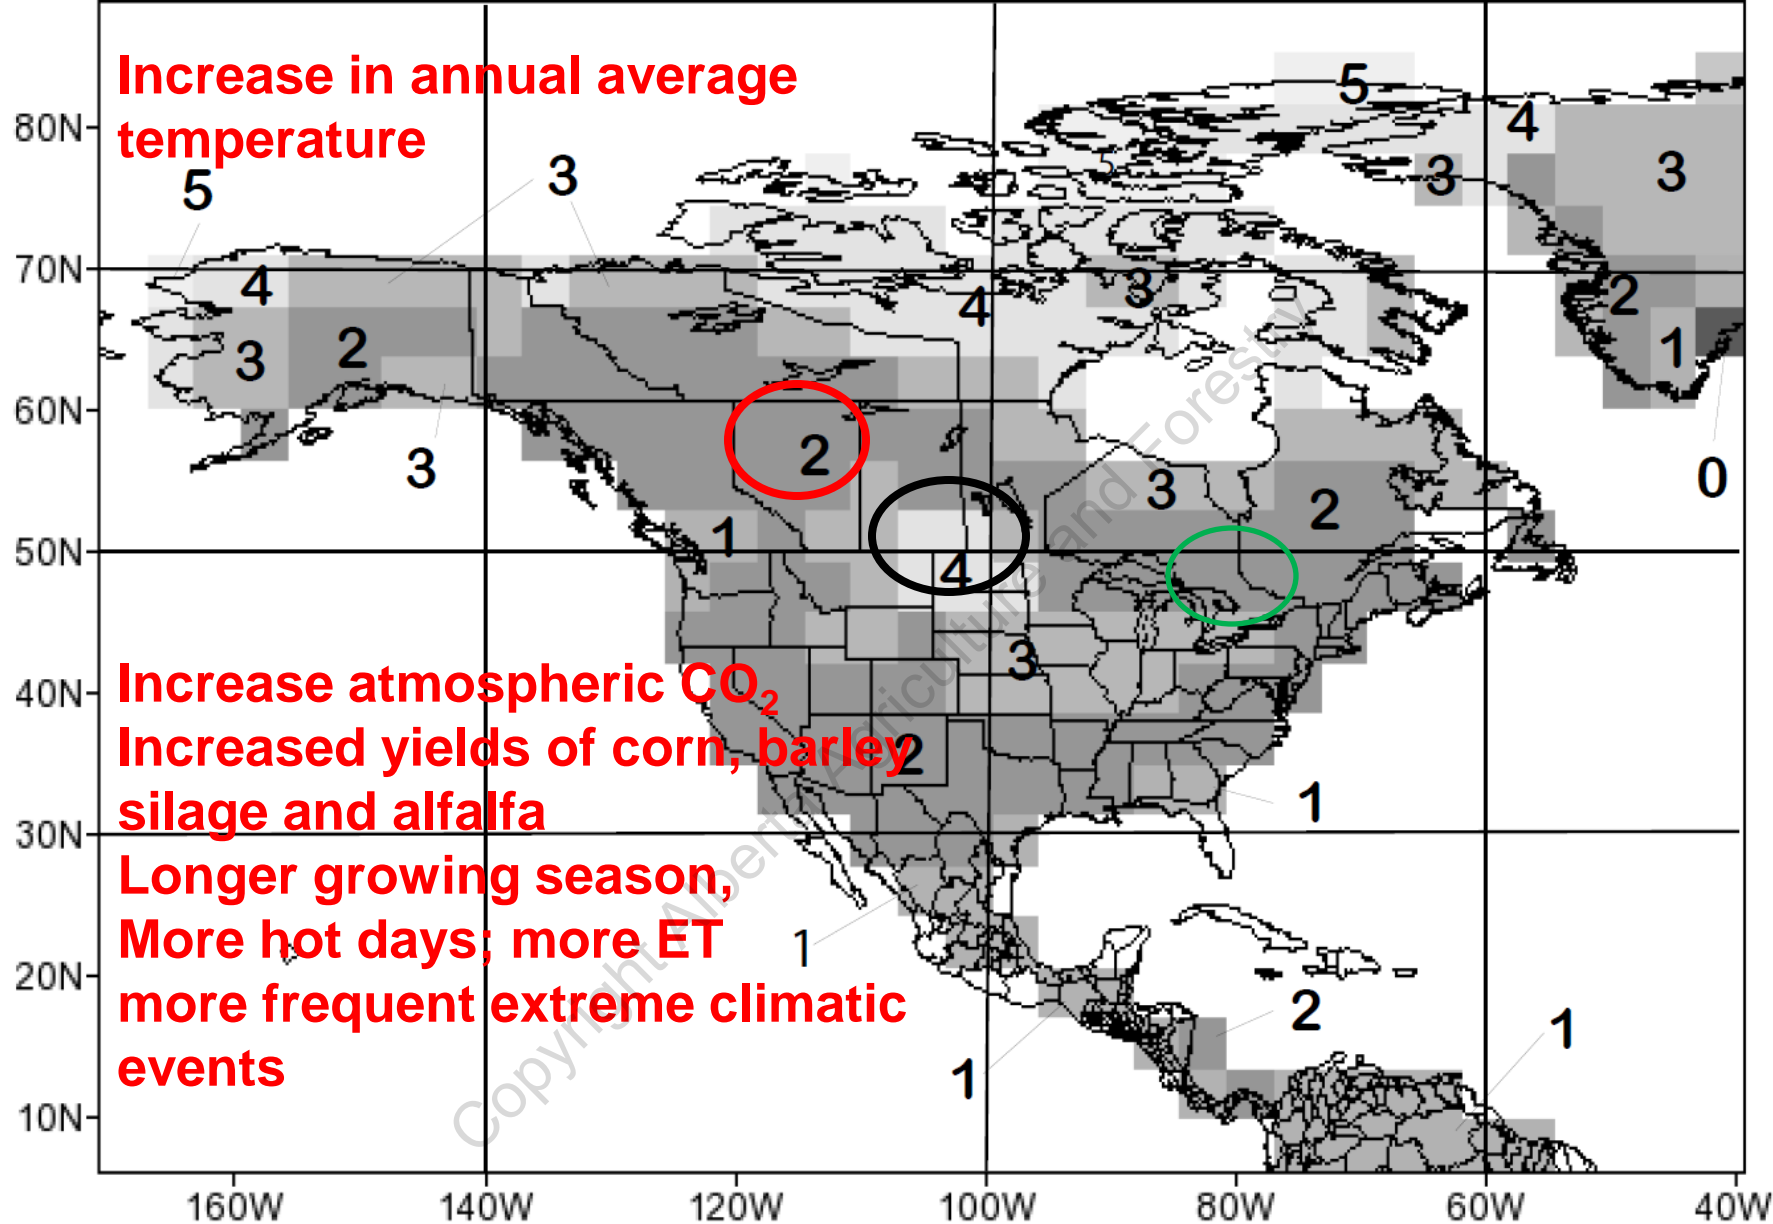 Increase in annual average
temperature
80N
70N
60N
50N
40N
30N
20N
10N
5
3
5
4
3
3
5
4
3
2
3
3
2
4
3
2
1
0
2
3
2
1
4
3
2
1
1
1
2
1
Increase atmospheric CO₂
Increased yields of corn, barley
silage and alfalfa
Longer growing season,
More hot days; more ET
more frequent extreme climatic
events
Copyright Alberta Agriculture and Forestry
160W
140W
120W
100W
80W
60W
40W